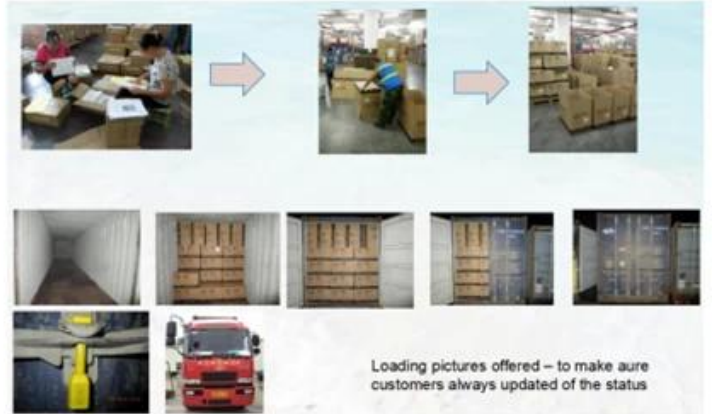 Loading pictures offered – to make aure
customers always updated of the status